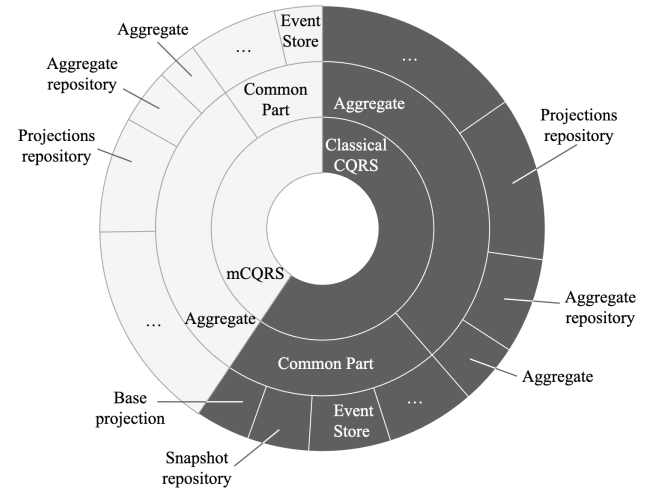 Event
Store
...
Aggregate
Aggregate
repository
Projections
repository
Common
Part
...
Aggregate
Projections
repository
Classical
CQRS
mCQRS
Aggregate
...
Aggregate
repository
Common Part
Aggregate
Base
projection
Event
Store
...
Snapshot
repository